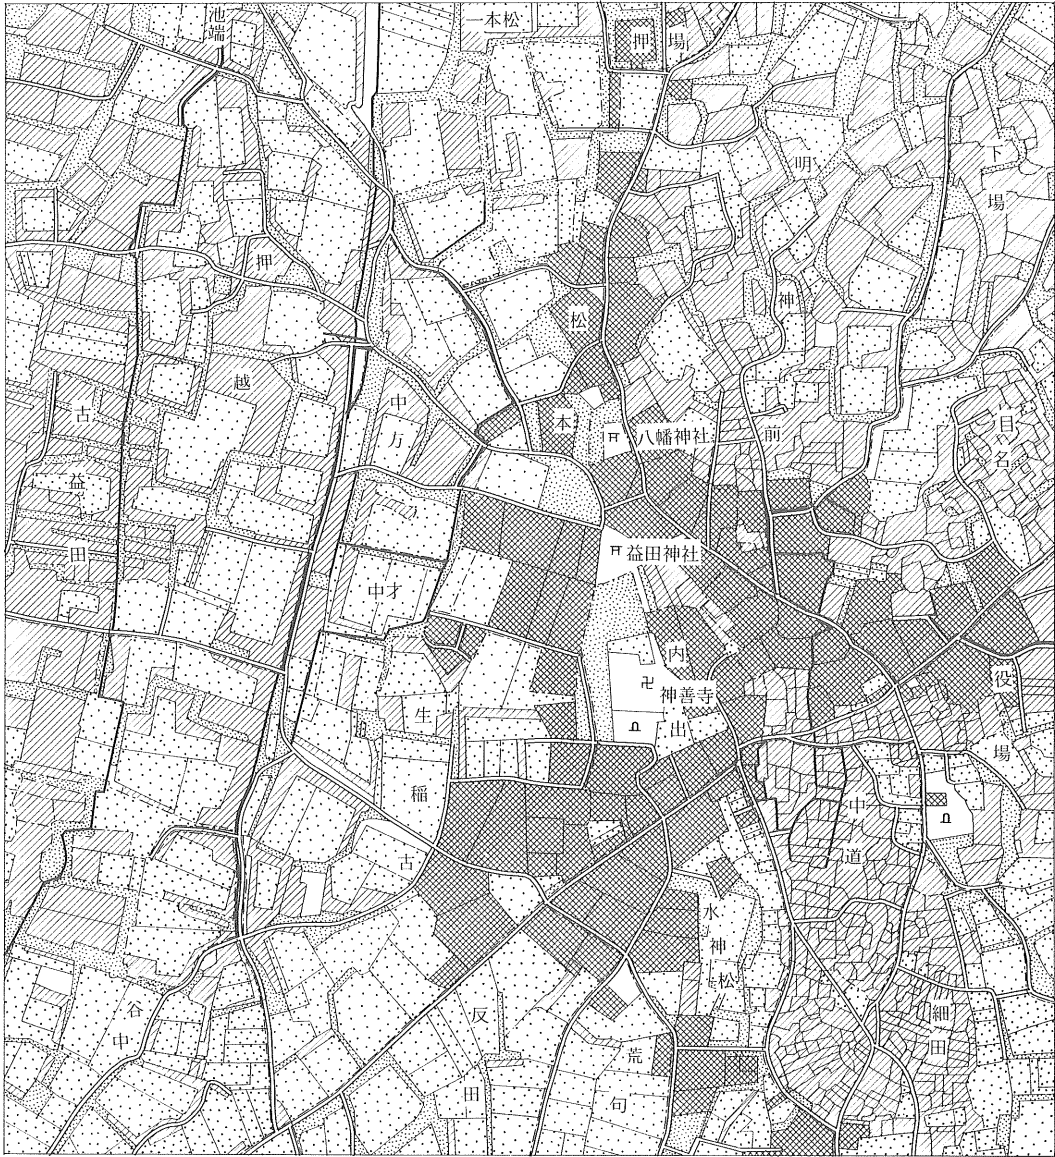 池端
一本松
押場
明神前
下場
押越
松本
中万
八幡神社
目名
古益田
益田神社
中才
内出
神善寺
役場
生稲古
中道
水神松
谷中
反田
荒句
細田